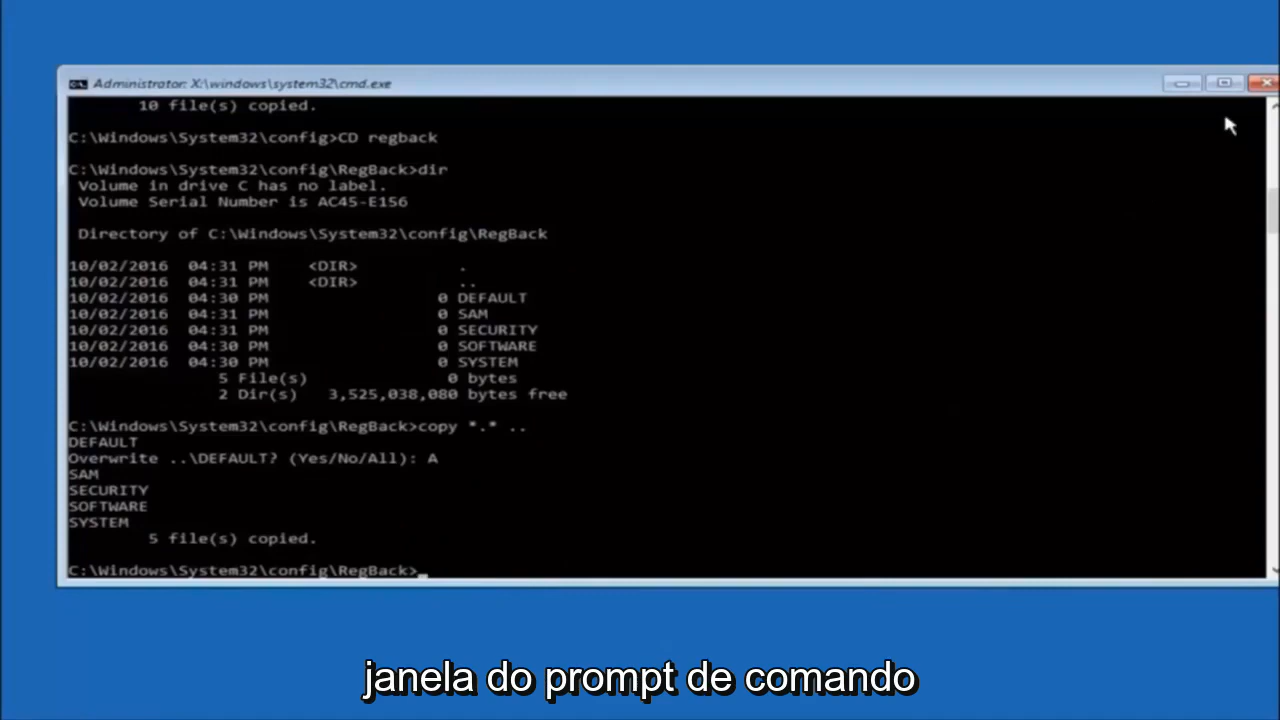 Administrator: X:\windows\system32\cmd.exe
10 file(s) copied.
C:\Windows\System32\config>CD regback
C:\Windows\System32\config\RegBack>dir
Volume in drive C has no label.
Volume Serial Number is AC45-E156
Directory of C:\Windows\System32\config\RegBack
10/02/2016 04:31 PM <DIR> .
10/02/2016 04:31 PM <DIR> ..
10/02/2016 04:30 PM 0 DEFAULT
10/02/2016 04:31 PM 0 SAM
10/02/2016 04:31 PM 0 SECURITY
10/02/2016 04:30 PM 0 SOFTWARE
10/02/2016 04:30 PM 0 SYSTEM
5 File(s) 0 bytes
2 Dir(s) 3,525,038,080 bytes free
C:\Windows\System32\config\RegBack>copy *.* ..
DEFAULT
Overwrite ..\DEFAULT? (Yes/No/All): A
SAM
SECURITY
SOFTWARE
SYSTEM
5 file(s) copied.
C:\Windows\System32\config\RegBack>_
janela do prompt de comando